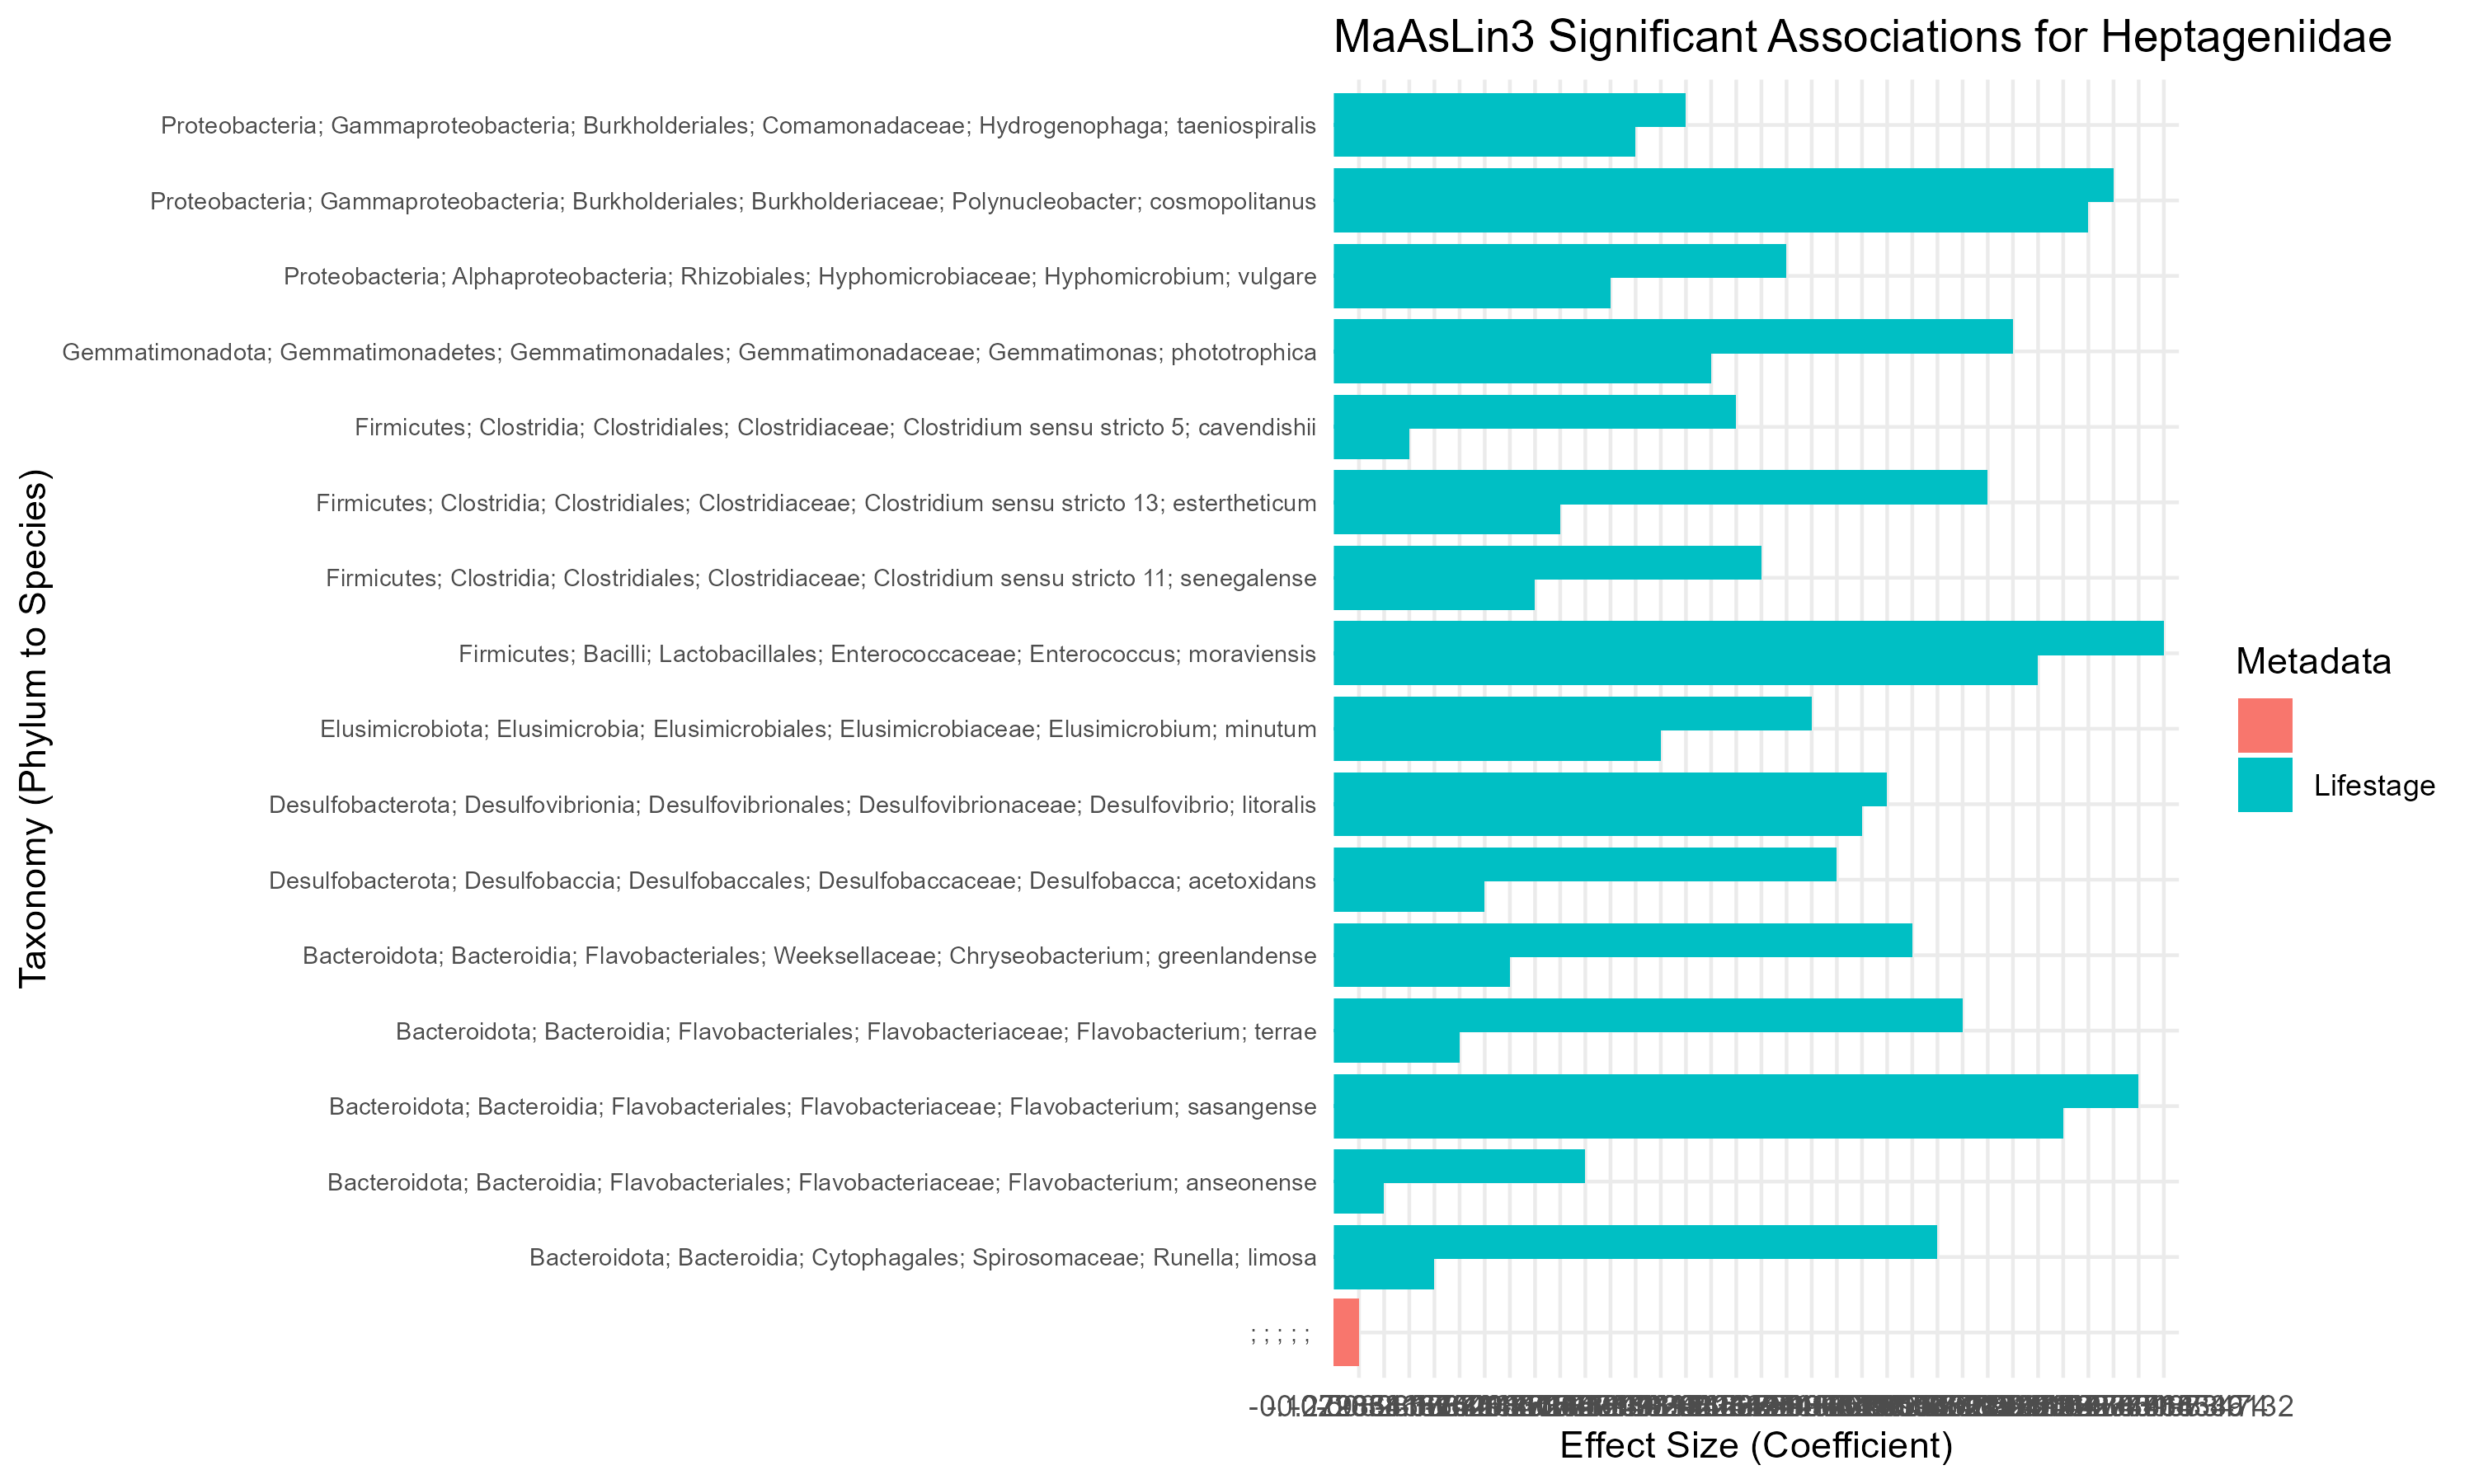 MaAsLin3 Significant Associations for Heptageniidae
Proteobacteria; Gammaproteobacteria; Burkholderiales; Comamonadaceae; Hydrogenophaga; taeniospiralis
Proteobacteria; Gammaproteobacteria; Burkholderiales; Burkholderiaceae; Polynucleobacter; cosmopolitanus
Proteobacteria; Alphaproteobacteria; Rhizobiales; Hyphomicrobiaceae; Hyphomicrobium; vulgare
Gemmatimonadota; Gemmatimonadetes; Gemmatimonadales; Gemmatimonadaceae; Gemmatimonas; phototrophica
Firmicutes; Clostridia; Clostridiales; Clostridiaceae; Clostridium sensu stricto 5; cavendishii
Firmicutes; Clostridia; Clostridiales; Clostridiaceae; Clostridium sensu stricto 13; estertheticum
Firmicutes; Clostridia; Clostridiales; Clostridiaceae; Clostridium sensu stricto 11; senegalense
Firmicutes; Bacilli; Lactobacillales; Enterococcaceae; Enterococcus; moraviensis
Elusimicrobiota; Elusimicrobia; Elusimicrobiales; Elusimicrobiaceae; Elusimicrobium; minutum
Desulfobacterota; Desulfovibrionia; Desulfovibrionales; Desulfovibrionaceae; Desulfovibrio; litoralis
Desulfobacterota; Desulfobaccia; Desulfobaccales; Desulfobaccaceae; Desulfobacca; acetoxidans
Bacteroidota; Bacteroidia; Flavobacteriales; Weeksellaceae; Chryseobacterium; greenlandense
Bacteroidota; Bacteroidia; Flavobacteriales; Flavobacteriaceae; Flavobacterium; terrae
Bacteroidota; Bacteroidia; Flavobacteriales; Flavobacteriaceae; Flavobacterium; sasangense
Bacteroidota; Bacteroidia; Flavobacteriales; Flavobacteriaceae; Flavobacterium; anseonense
Bacteroidota; Bacteroidia; Cytophagales; Spirosomaceae; Runella; limosa
; ; ; ; ;
Taxonomy (Phylum to Species)
Effect Size (Coefficient)
Metadata
Lifestage